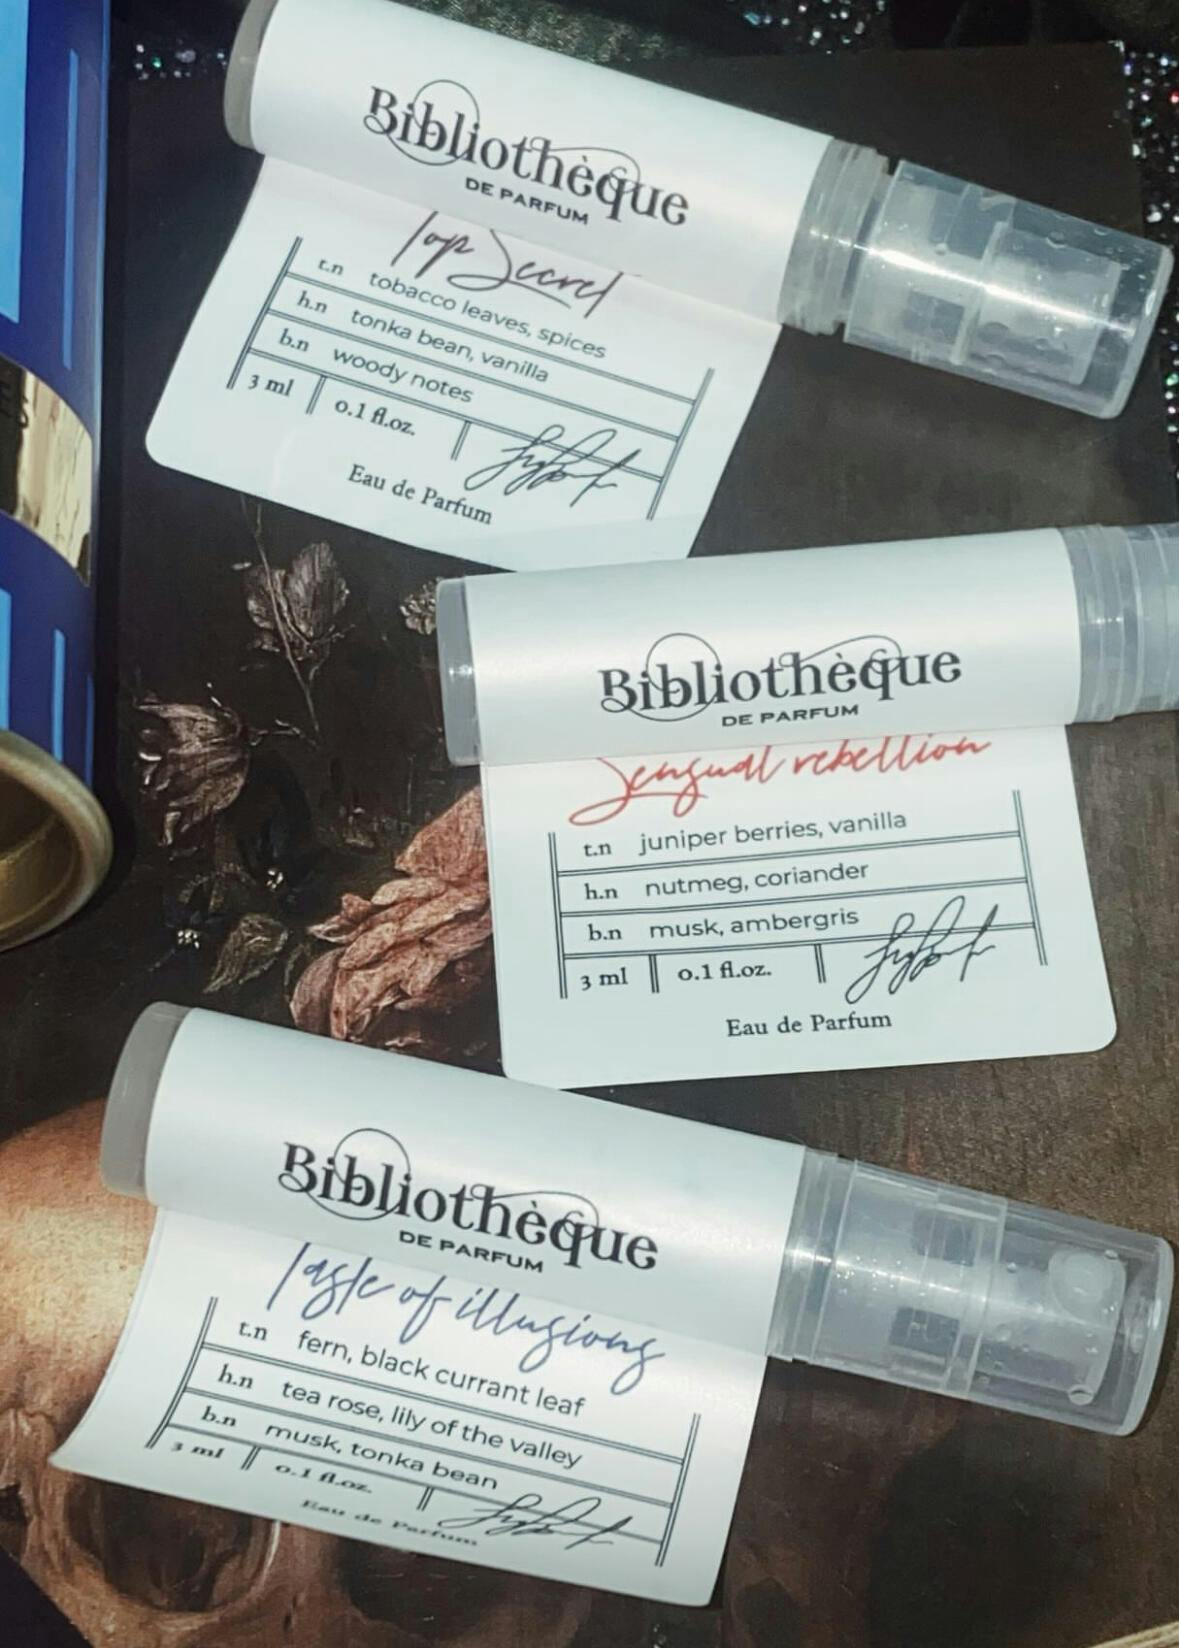 Bibliothèque
DE PARFUM
Top Secret
t.n tobacco leaves, spices
h.n tonka bean, vanilla
b.n woody notes
3 ml 0.1 fl.oz.
Eau de Parfum
Bibliothèque
DE PARFUM
Sensual rebellion
t.n juniper berries, vanilla
h.n nutmeg, coriander
b.n musk, ambergris
3 ml 0.1 fl.oz.
Eau de Parfum
Bibliothèque
DE PARFUM
Taste of illusions
t.n fern, black currant leaf
h.n tea rose, lily of the valley
b.n musk, tonka bean
3 ml 0.1 fl.oz.
Eau de Parfum